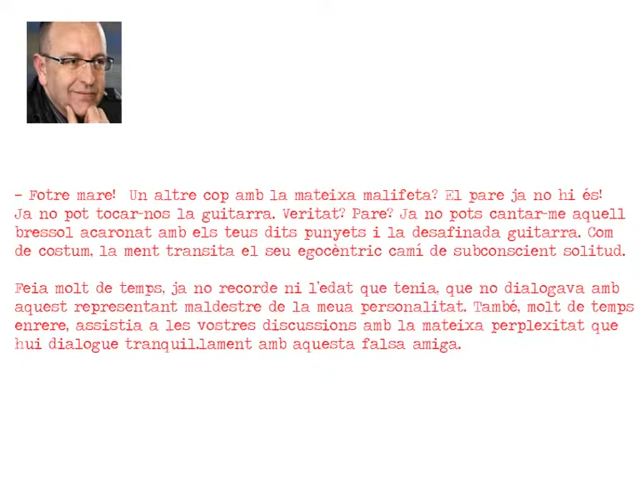 – Fotre mare!  Un altre cop amb la mateixa malifeta? El pare ja no hi és!
Ja no pot tocar-nos la guitarra. Veritat? Pare? Ja no pots cantar-me aquell
bressol acaronat amb els teus dits punyets i la desafinada guitarra. Com
de costum, la ment transita el seu egocèntric camí de subconscient solitud.
Feia molt de temps, ja no recorde ni l'edat que tenia, que no dialogava amb
aquest representant maldestre de la meua personalitat. També, molt de temps
enrere, assistia a les vostres discussions amb la mateixa perplexitat que
hui dialogue tranquil.lament amb aquesta falsa amiga.